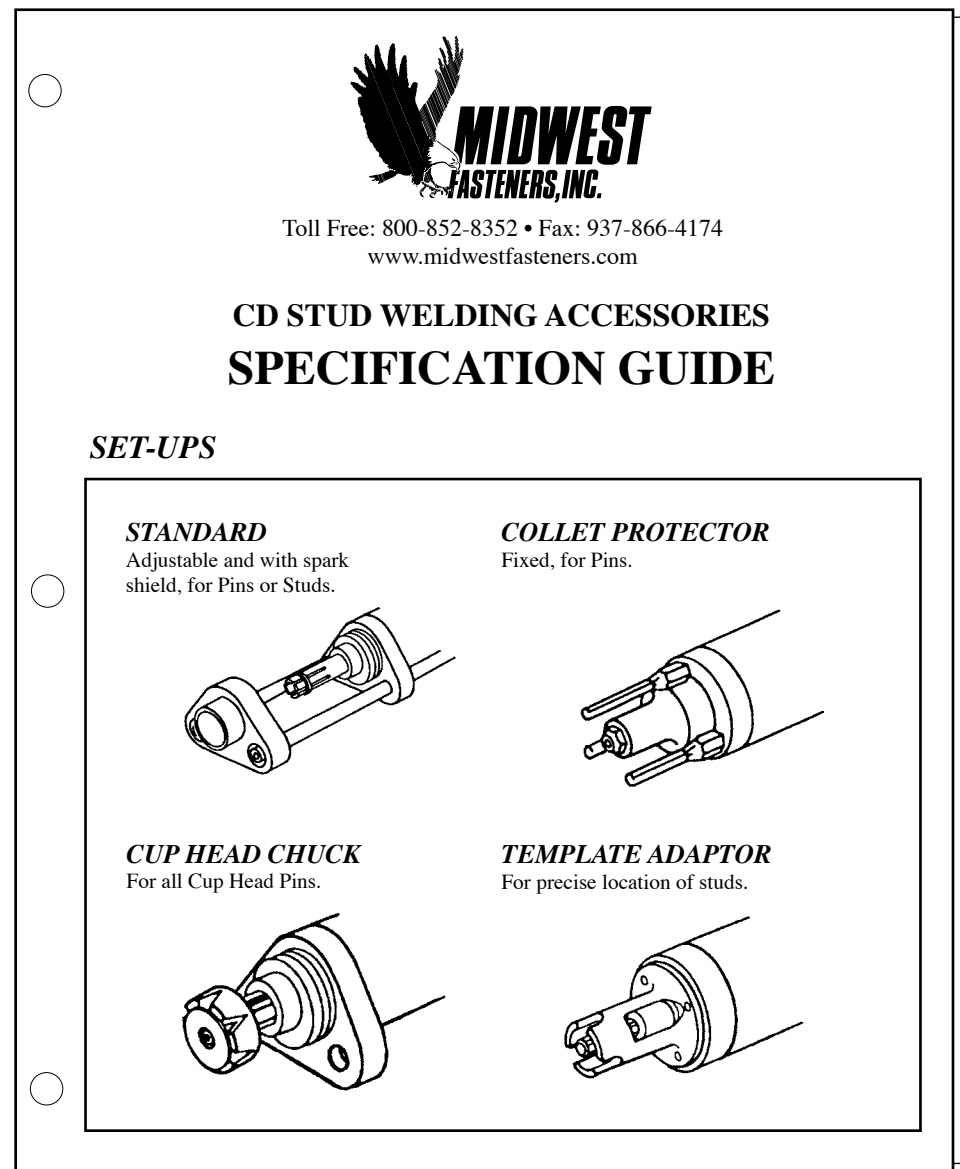 MIDWEST
FASTENERS, INC.
Toll Free: 800-852-8352 • Fax: 937-866-4174
www.midwestfasteners.com
CD STUD WELDING ACCESSORIES
SPECIFICATION GUIDE
SET-UPS
STANDARD
Adjustable and with spark
shield, for Pins or Studs.
COLLET PROTECTOR
Fixed, for Pins.
CUP HEAD CHUCK
For all Cup Head Pins.
TEMPLATE ADAPTOR
For precise location of studs.